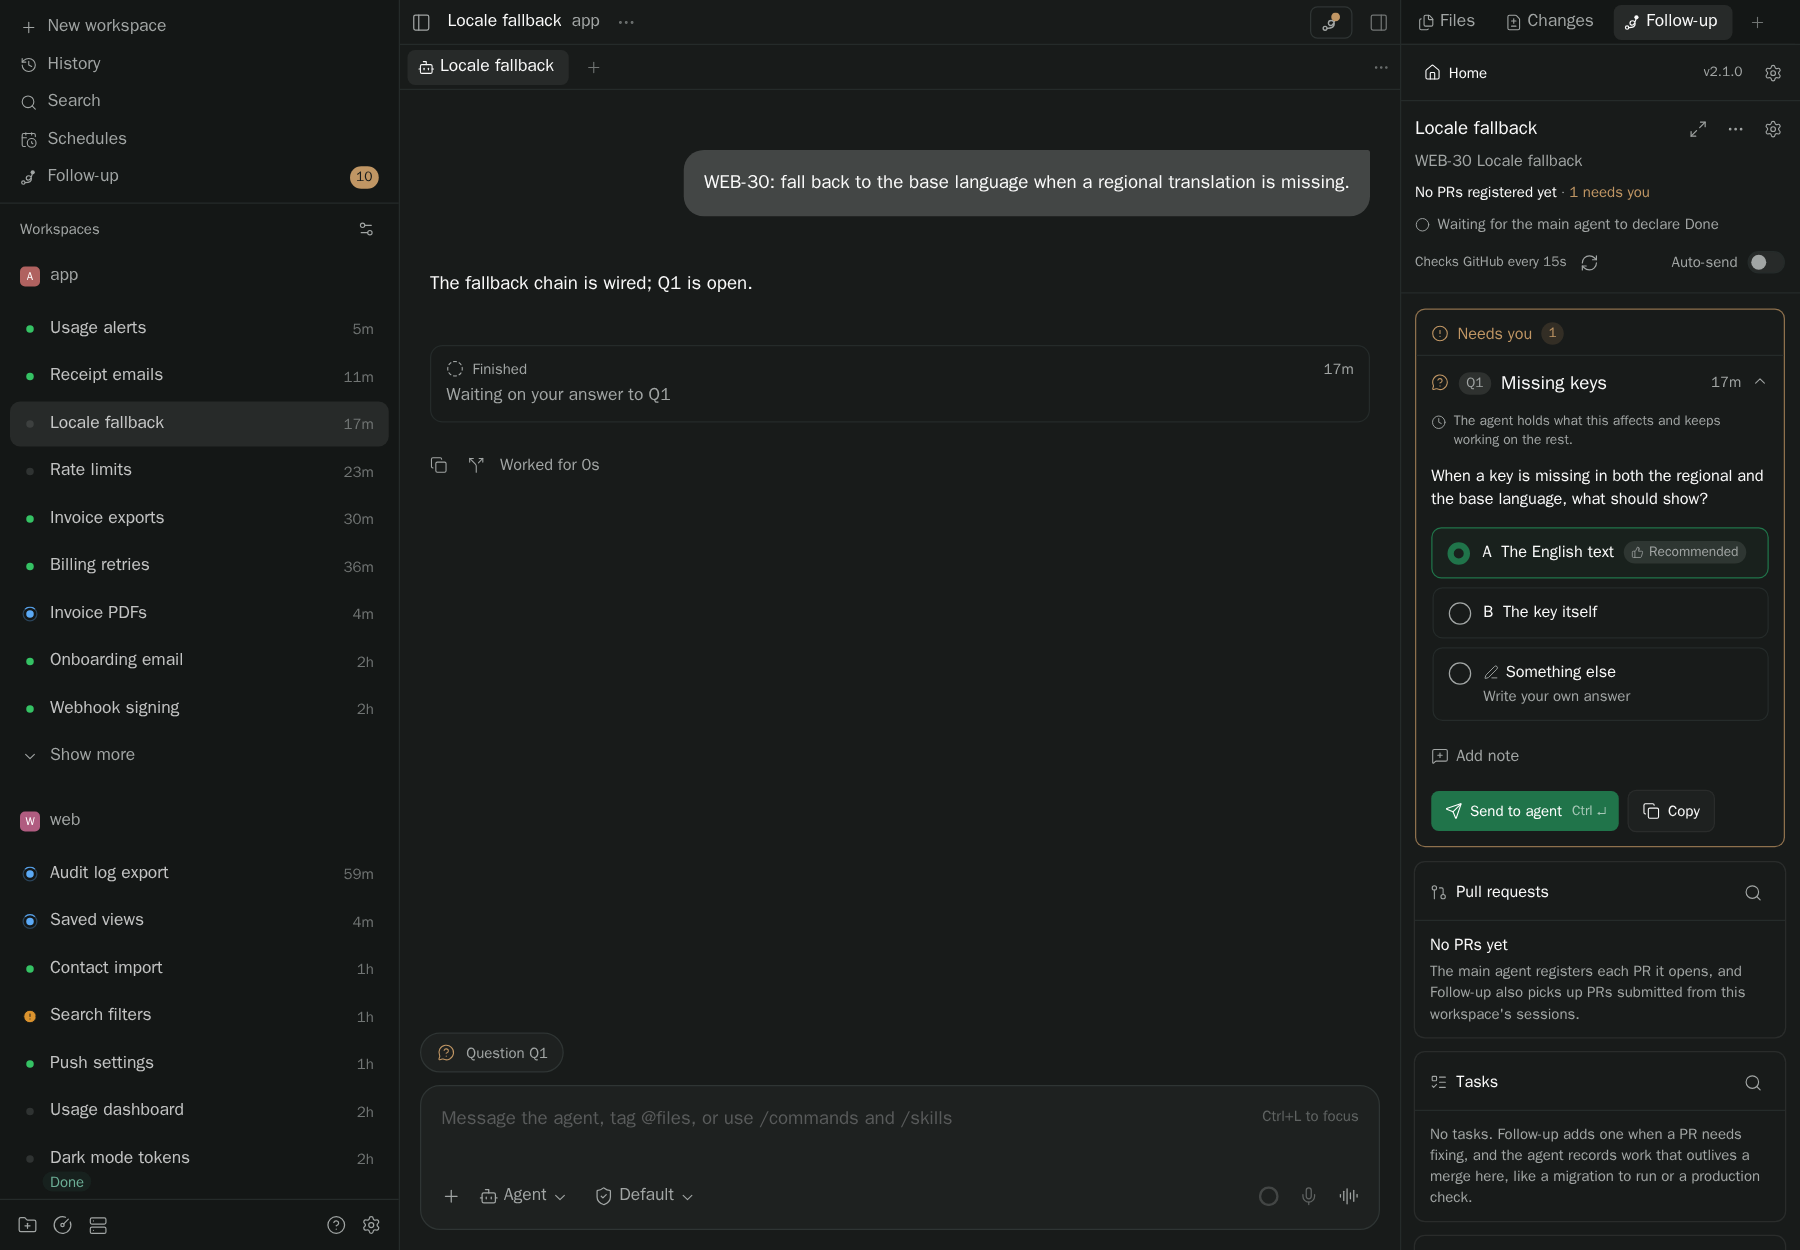 New workspace
History
Search
Schedules
Follow-up 10
Workspaces
A app
Usage alerts 5m
Receipt emails 11m
Locale fallback 17m
Rate limits 23m
Invoice exports 30m
Billing retries 36m
Invoice PDFs 4m
Onboarding email 2h
Webhook signing 2h
Show more
W web
Audit log export 59m
Saved views 4m
Contact import 1h
Search filters 1h
Push settings 1h
Usage dashboard 2h
Dark mode tokens 2h
Done
Locale fallback app
Locale fallback
WEB-30: fall back to the base language when a regional translation is missing.
The fallback chain is wired; Q1 is open.
Finished 17m
Waiting on your answer to Q1
Worked for 0s
Question Q1
Message the agent, tag @files, or use /commands and /skills Ctrl+L to focus
Agent Default
Files Changes Follow-up
Home v2.1.0
Locale fallback
WEB-30 Locale fallback
No PRs registered yet · 1 needs you
Waiting for the main agent to declare Done
Checks GitHub every 15s Auto-send
Needs you 1
Q1 Missing keys 17m
The agent holds what this affects and keeps
working on the rest.
When a key is missing in both the regional and
the base language, what should show?
A The English text Recommended
B The key itself
Something else
Write your own answer
Add note
Send to agent Ctrl ↵ Copy
Pull requests
No PRs yet
The main agent registers each PR it opens, and
Follow-up also picks up PRs submitted from this
workspace's sessions.
Tasks
No tasks. Follow-up adds one when a PR needs
fixing, and the agent records work that outlives a
merge here, like a migration to run or a production
check.